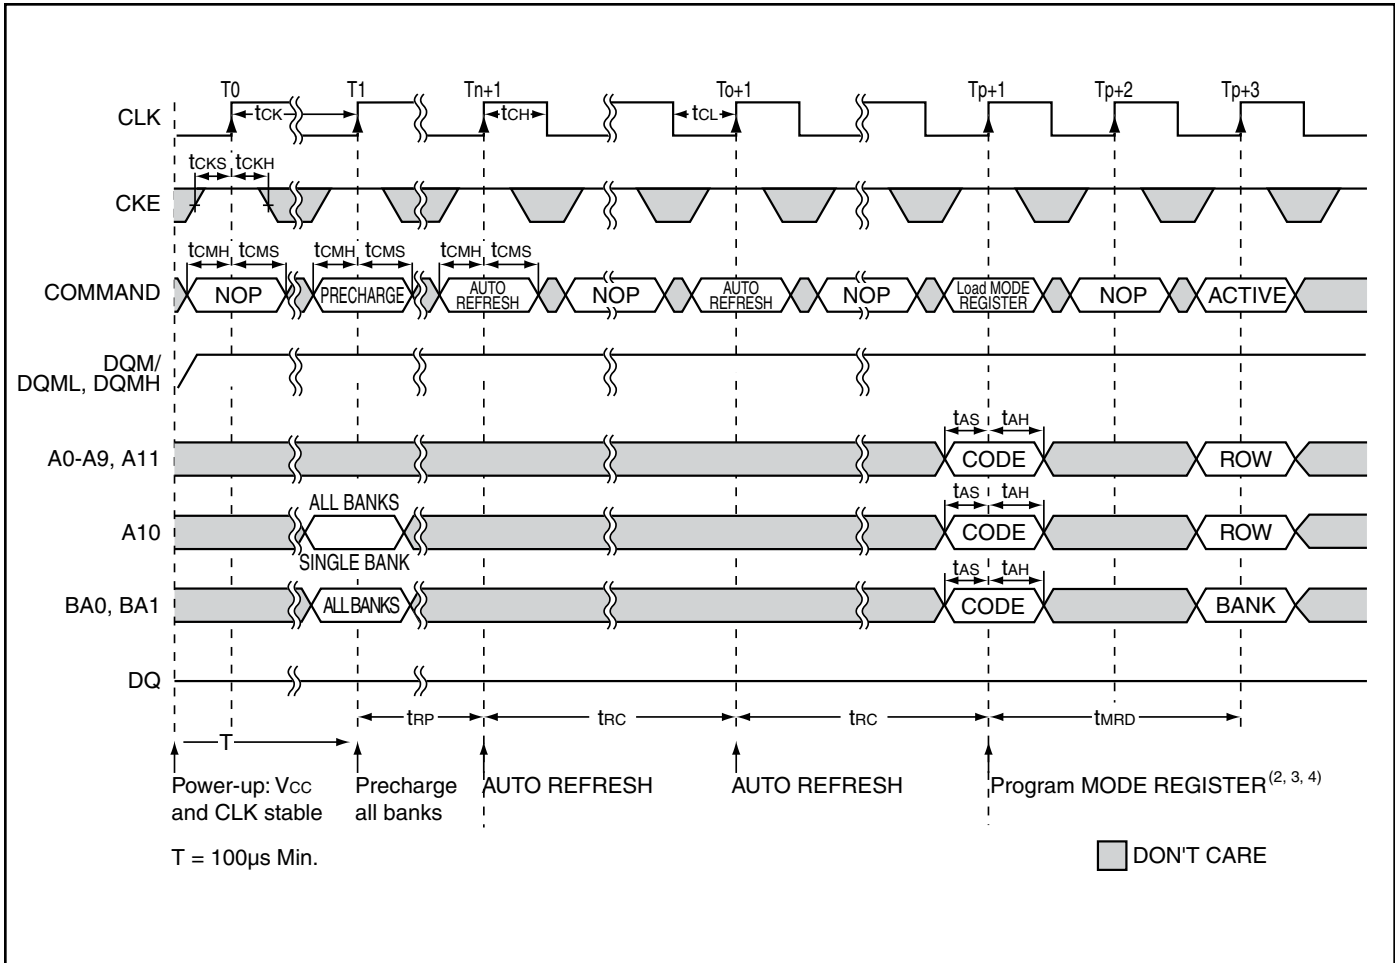 T0 T1 Tn+1 To+1 Tp+1 Tp+2 Tp+3
CLK tCK tCH tCL
tCKS tCKH
CKE
tCMH tCMS tCMH tCMS tCMH tCMS
COMMAND NOP PRECHARGE AUTO REFRESH NOP AUTO REFRESH NOP Load MODE REGISTER NOP ACTIVE
DQM/
DQML, DQMH
tAS tAH
A0-A9, A11 CODE ROW
ALL BANKS tAS tAH
A10 CODE ROW
SINGLE BANK tAS tAH
BA0, BA1 ALL BANKS CODE BANK
DQ
tRP tRC tRC tMRD
T
Power-up: VCC and CLK stable
Precharge all banks
AUTO REFRESH
AUTO REFRESH
Program MODE REGISTER(2, 3, 4)
T = 100µs Min.
DON'T CARE